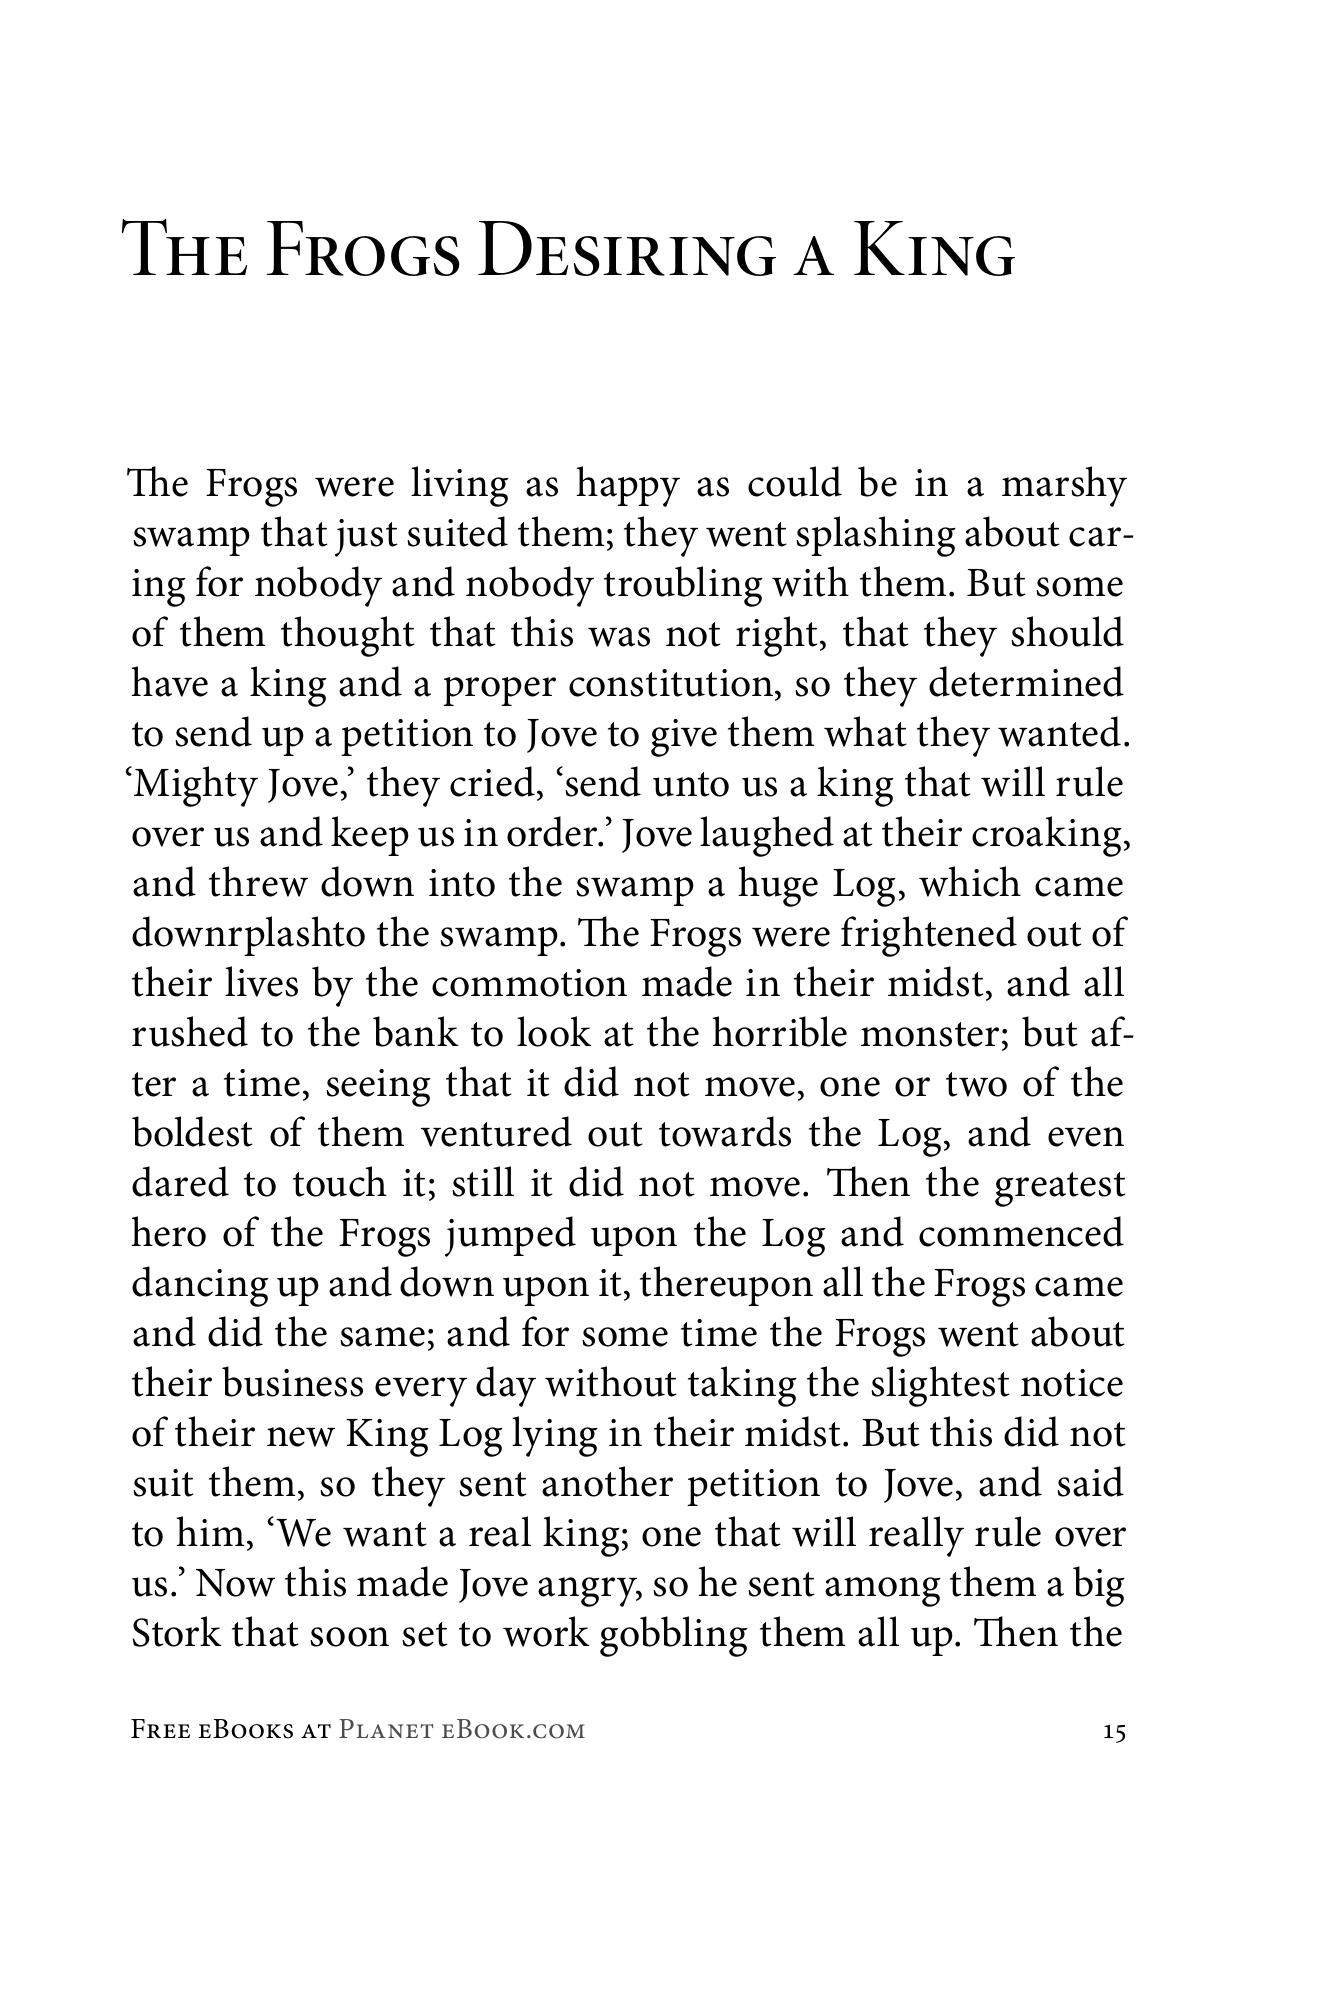 The Frogs Desiring a King
The Frogs were living as happy as could be in a marshy
swamp that just suited them; they went splashing about car-
ing for nobody and nobody troubling with them. But some
of them thought that this was not right, that they should
have a king and a proper constitution, so they determined
to send up a petition to Jove to give them what they wanted.
‘Mighty Jove,’ they cried, ‘send unto us a king that will rule
over us and keep us in order.’ Jove laughed at their croaking,
and threw down into the swamp a huge Log, which came
downrplashto the swamp. The Frogs were frightened out of
their lives by the commotion made in their midst, and all
rushed to the bank to look at the horrible monster; but af-
ter a time, seeing that it did not move, one or two of the
boldest of them ventured out towards the Log, and even
dared to touch it; still it did not move. Then the greatest
hero of the Frogs jumped upon the Log and commenced
dancing up and down upon it, thereupon all the Frogs came
and did the same; and for some time the Frogs went about
their business every day without taking the slightest notice
of their new King Log lying in their midst. But this did not
suit them, so they sent another petition to Jove, and said
to him, ‘We want a real king; one that will really rule over
us.’ Now this made Jove angry, so he sent among them a big
Stork that soon set to work gobbling them all up. Then the
Free eBooks at Planet eBook.com 15